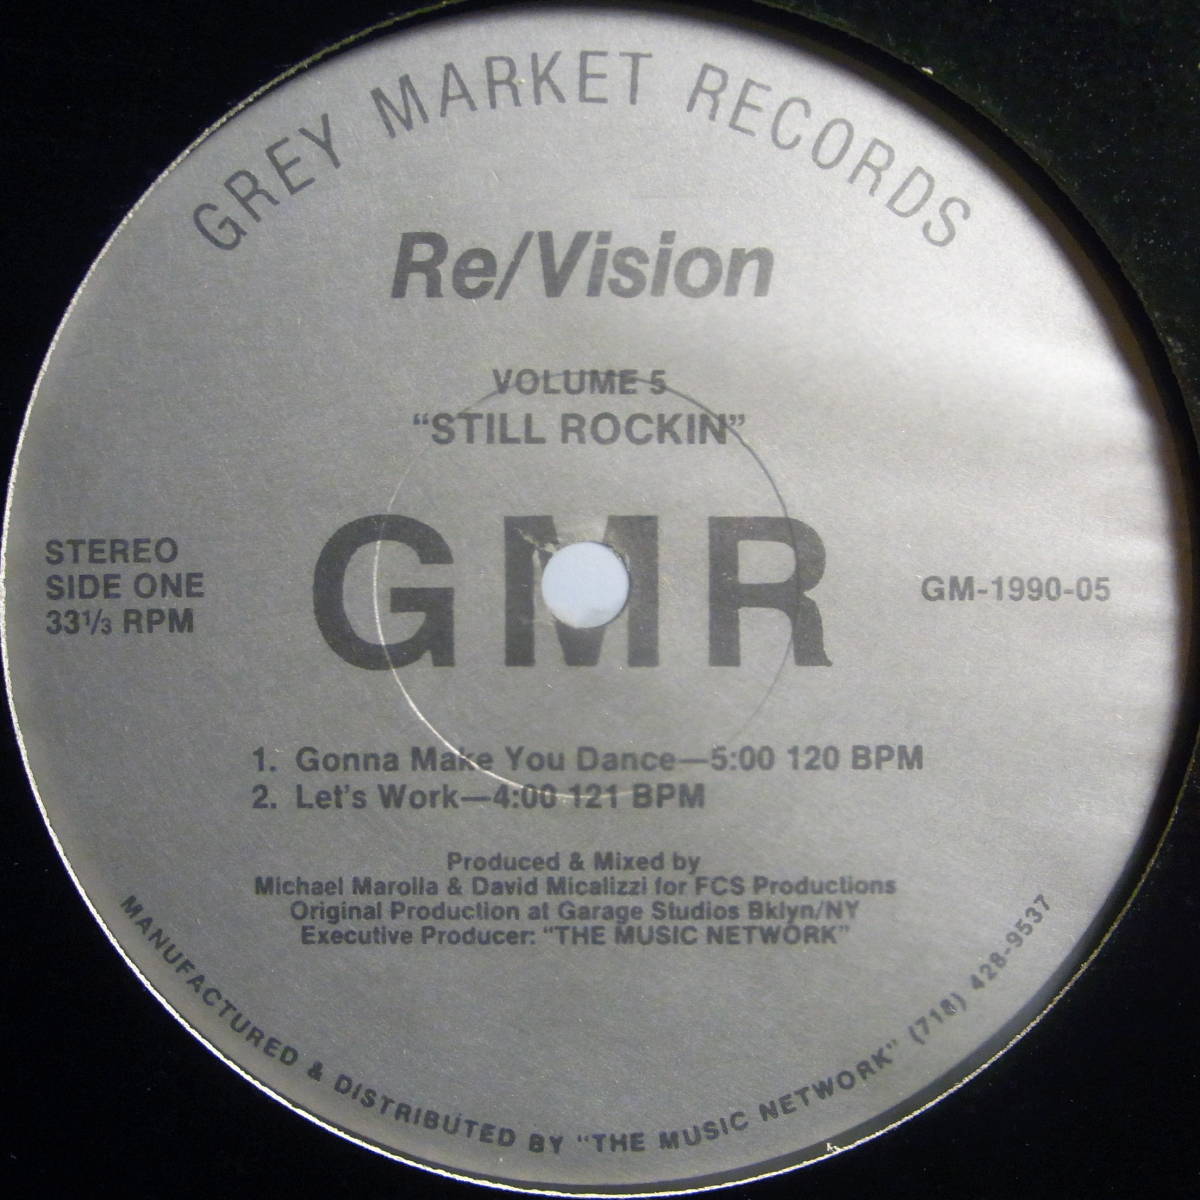 GREY MARKET RECORDS
Re/Vision
VOLUME 5
"STILL ROCKIN"
GMR
STEREO
SIDE ONE
33⅓ RPM
GM-1990-05
1. Gonna Make You Dance—5:00 120 BPM
2. Let's Work—4:00 121 BPM
Produced & Mixed by
Michael Marolla & David Micalizzi for FCS Productions
Original Production at Garage Studios Bklyn/NY
Executive Producer: "THE MUSIC NETWORK"
MANUFACTURED & DISTRIBUTED BY "THE MUSIC NETWORK" (718) 428-9537